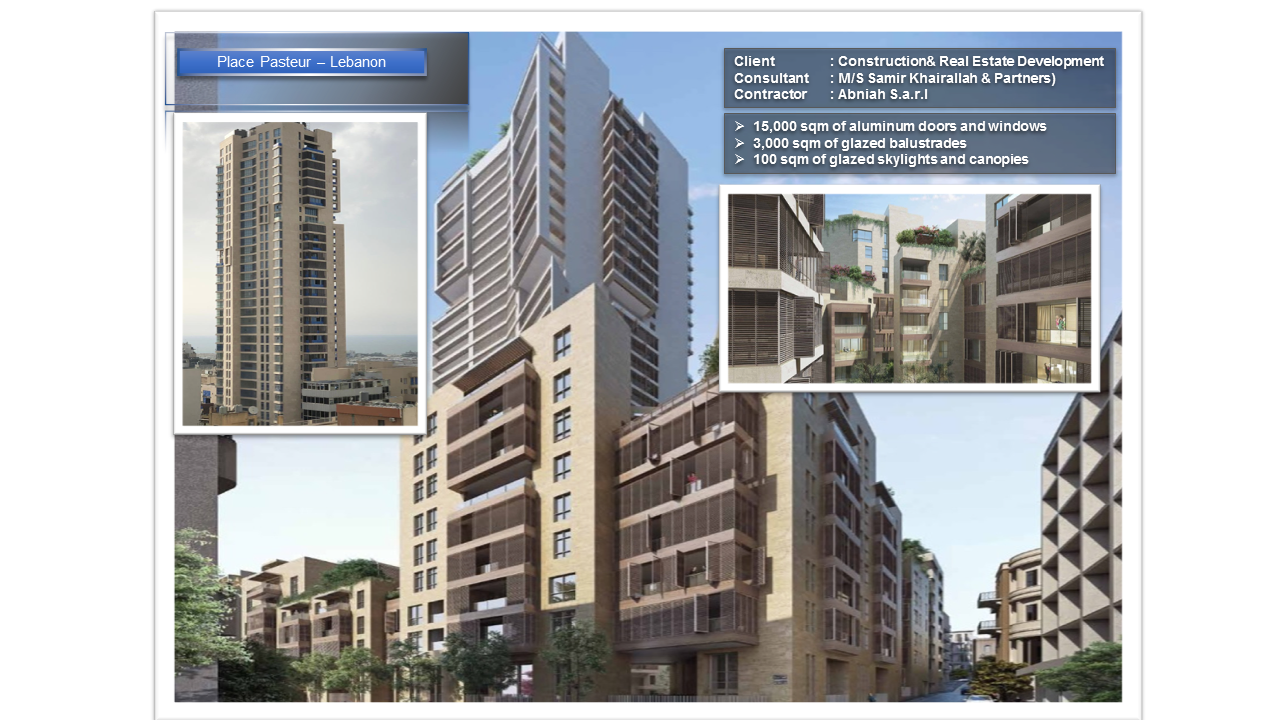 Place Pasteur – Lebanon
Client : Construction& Real Estate Development
Consultant : M/S Samir Khairallah & Partners)
Contractor : Abniah S.a.r.l
➢ 15,000 sqm of aluminum doors and windows
➢ 3,000 sqm of glazed balustrades
➢ 100 sqm of glazed skylights and canopies